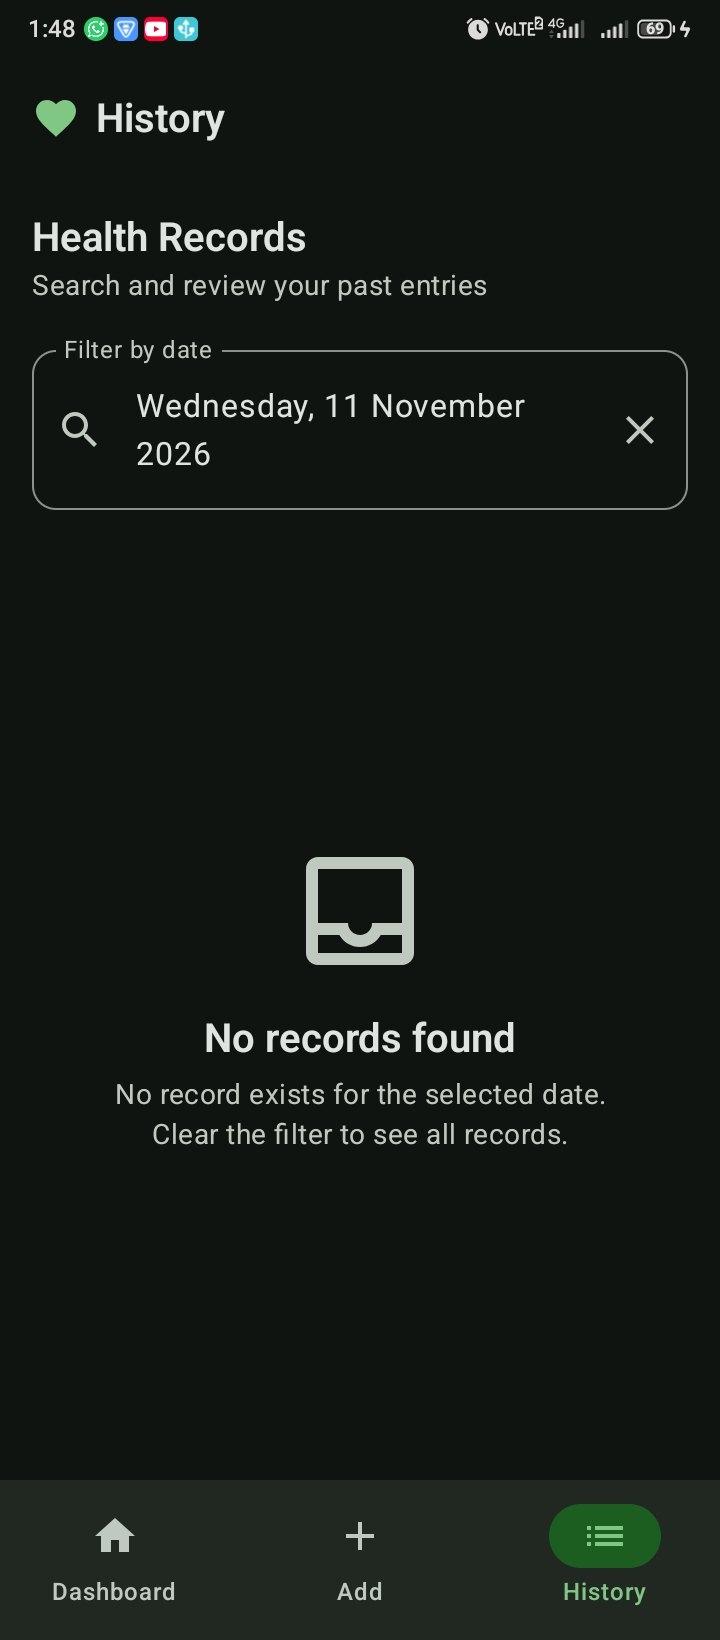 1:48
VoLTE2 4G 69
History
Health Records
Search and review your past entries
Filter by date
Wednesday, 11 November
2026
No records found
No record exists for the selected date.
Clear the filter to see all records.
Dashboard
Add
History